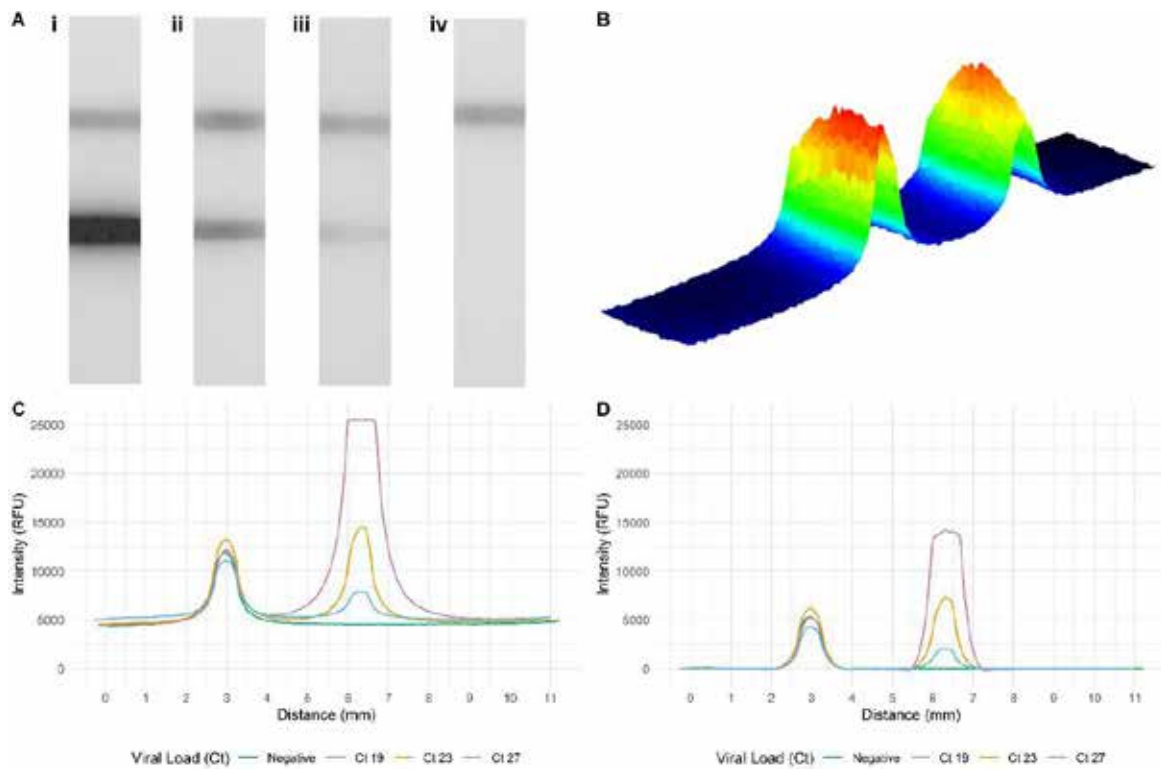 A
i ii iii iv
B
C
25000
20000
15000
10000
5000
0
Intensity (RFU)
0 1 2 3 4 5 6 7 8 9 10 11
Distance (mm)
Viral Load (Ct) Negative Ct 19 Ct 23 Ct 27
D
25000
20000
15000
10000
5000
0
Intensity (RFU)
0 1 2 3 4 5 6 7 8 9 10 11
Distance (mm)
Viral Load (Ct) Negative Ct 19 Ct 23 Ct 27